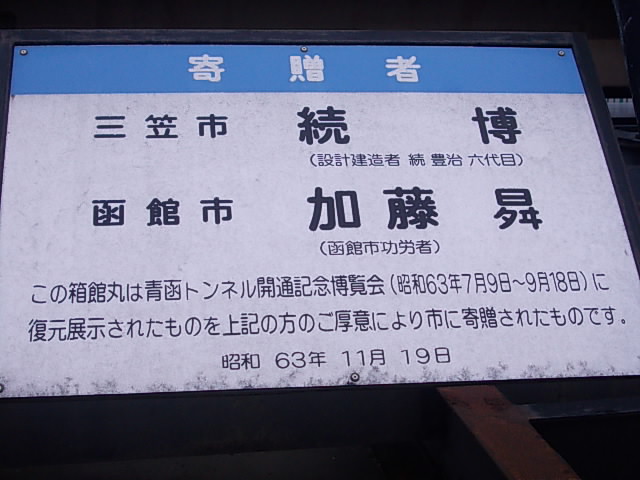 寄贈者
三笠市 続 博
(設計建造者 続 豊治 六代目)
函館市 加藤 昇
(函館市功労者)
この箱館丸は青函トンネル開通記念博覧会(昭和63年7月9日〜9月18日)に
復元展示されたものを上記の方のご厚意により市に寄贈されたものです。
昭和 63年 11月 19日